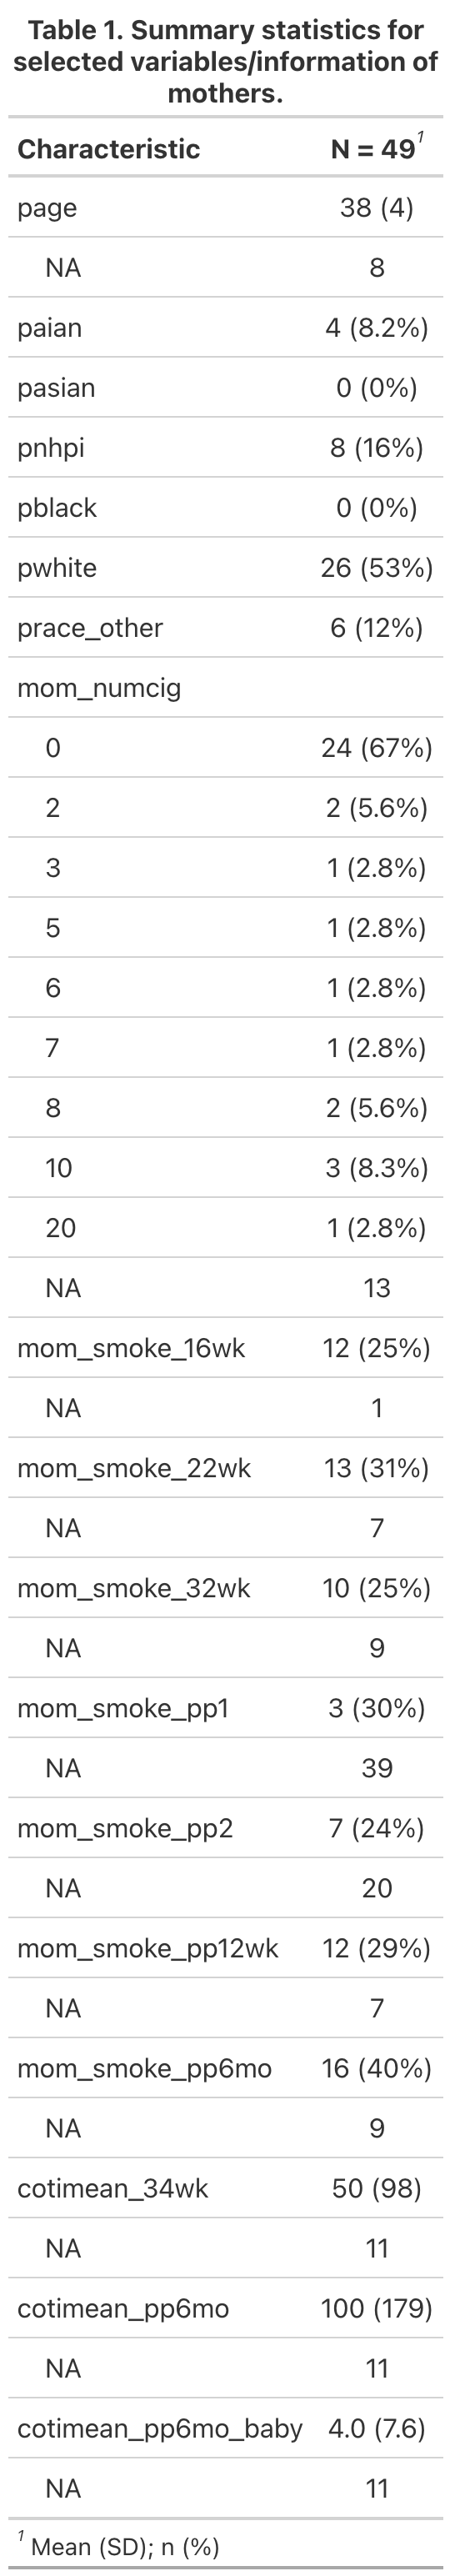 Table 1. Summary statistics for
selected variables/information of
mothers.
Characteristic N = 49¹
page 38 (4)
NA 8
paian 4 (8.2%)
pasian 0 (0%)
pnhpi 8 (16%)
pblack 0 (0%)
pwhite 26 (53%)
prace_other 6 (12%)
mom_numcig
0 24 (67%)
2 2 (5.6%)
3 1 (2.8%)
5 1 (2.8%)
6 1 (2.8%)
7 1 (2.8%)
8 2 (5.6%)
10 3 (8.3%)
20 1 (2.8%)
NA 13
mom_smoke_16wk 12 (25%)
NA 1
mom_smoke_22wk 13 (31%)
NA 7
mom_smoke_32wk 10 (25%)
NA 9
mom_smoke_pp1 3 (30%)
NA 39
mom_smoke_pp2 7 (24%)
NA 20
mom_smoke_pp12wk 12 (29%)
NA 7
mom_smoke_pp6mo 16 (40%)
NA 9
cotimean_34wk 50 (98)
NA 11
cotimean_pp6mo 100 (179)
NA 11
cotimean_pp6mo_baby 4.0 (7.6)
NA 11
¹ Mean (SD); n (%)